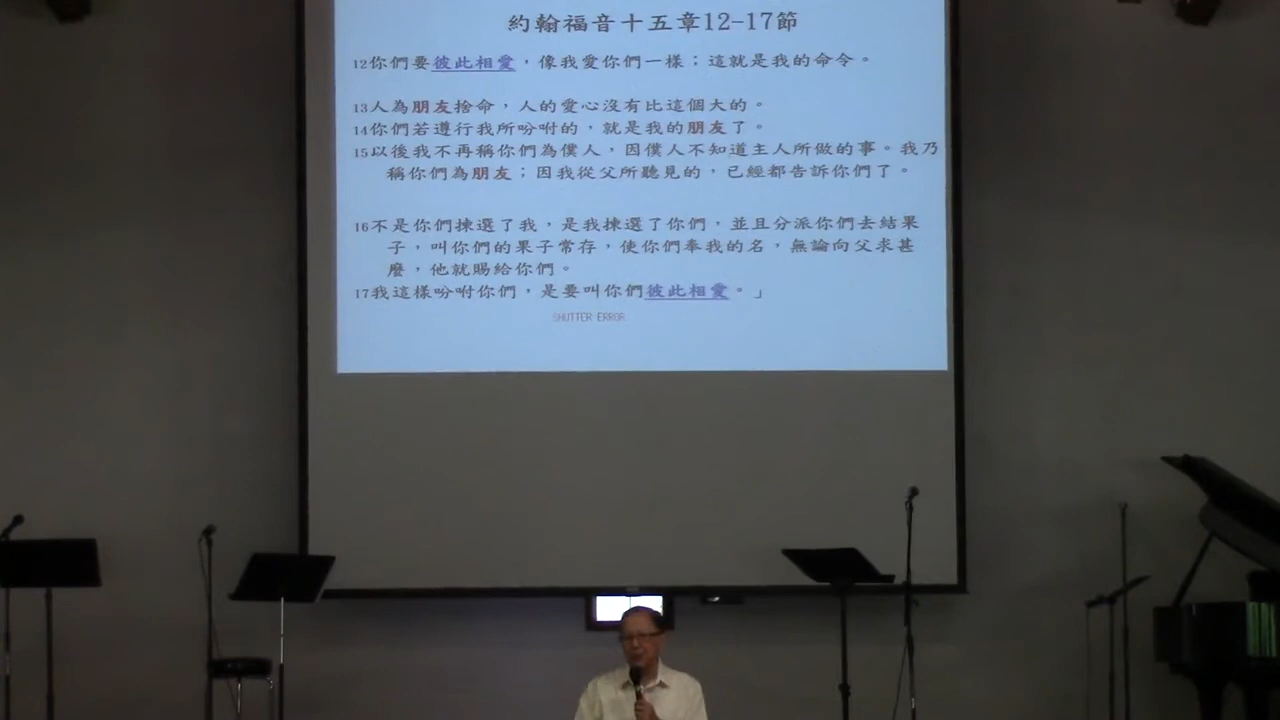 約翰福音十五章12-17節
12你們要彼此相愛，像我愛你們一樣；這就是我的命令。
13人為朋友捨命，人的愛心沒有比這個大的。
14你們若遵行我所吩咐的，就是我的朋友了。
15以後我不再稱你們為僕人，因僕人不知道主人所做的事。我乃
稱你們為朋友；因我從父所聽見的，已經都告訴你們了。
16不是你們揀選了我，是我揀選了你們，並且分派你們去結果
子，叫你們的果子常存，使你們奉我的名，無論向父求甚
麼，他就賜給你們。
17我這樣吩咐你們，是要叫你們彼此相愛。」
SHUTTER ERROR